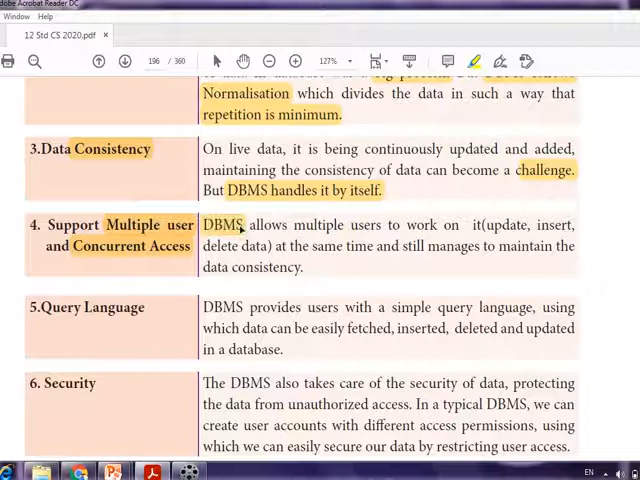 Adobe Acrobat Reader DC
Window Help
12 Std CS 2020.pdf ×
196 / 360
127%
Normalisation which divides the data in such a way that
repetition is minimum.
3.Data Consistency
On live data, it is being continuously updated and added,
maintaining the consistency of data can become a challenge.
But DBMS handles it by itself.
4. Support Multiple user
and Concurrent Access
DBMS allows multiple users to work on it(update, insert,
delete data) at the same time and still manages to maintain the
data consistency.
5.Query Language
DBMS provides users with a simple query language, using
which data can be easily fetched, inserted, deleted and updated
in a database.
6. Security
The DBMS also takes care of the security of data, protecting
the data from unauthorized access. In a typical DBMS, we can
create user accounts with different access permissions, using
which we can easily secure our data by restricting user access.
EN